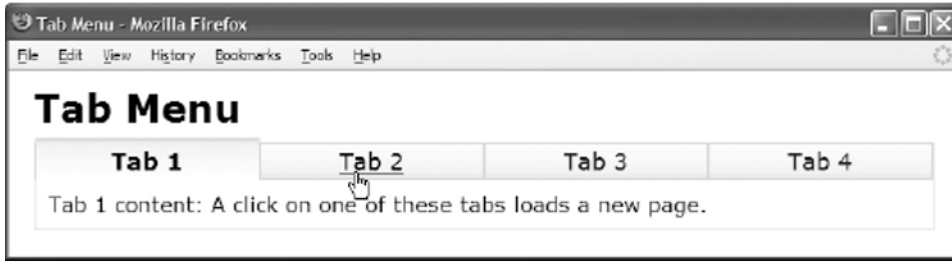 Tab Menu - Mozilla Firefox
File Edit View History Bookmarks Tools Help
Tab Menu
Tab 1 Tab 2 Tab 3 Tab 4
Tab 1 content: A click on one of these tabs loads a new page.